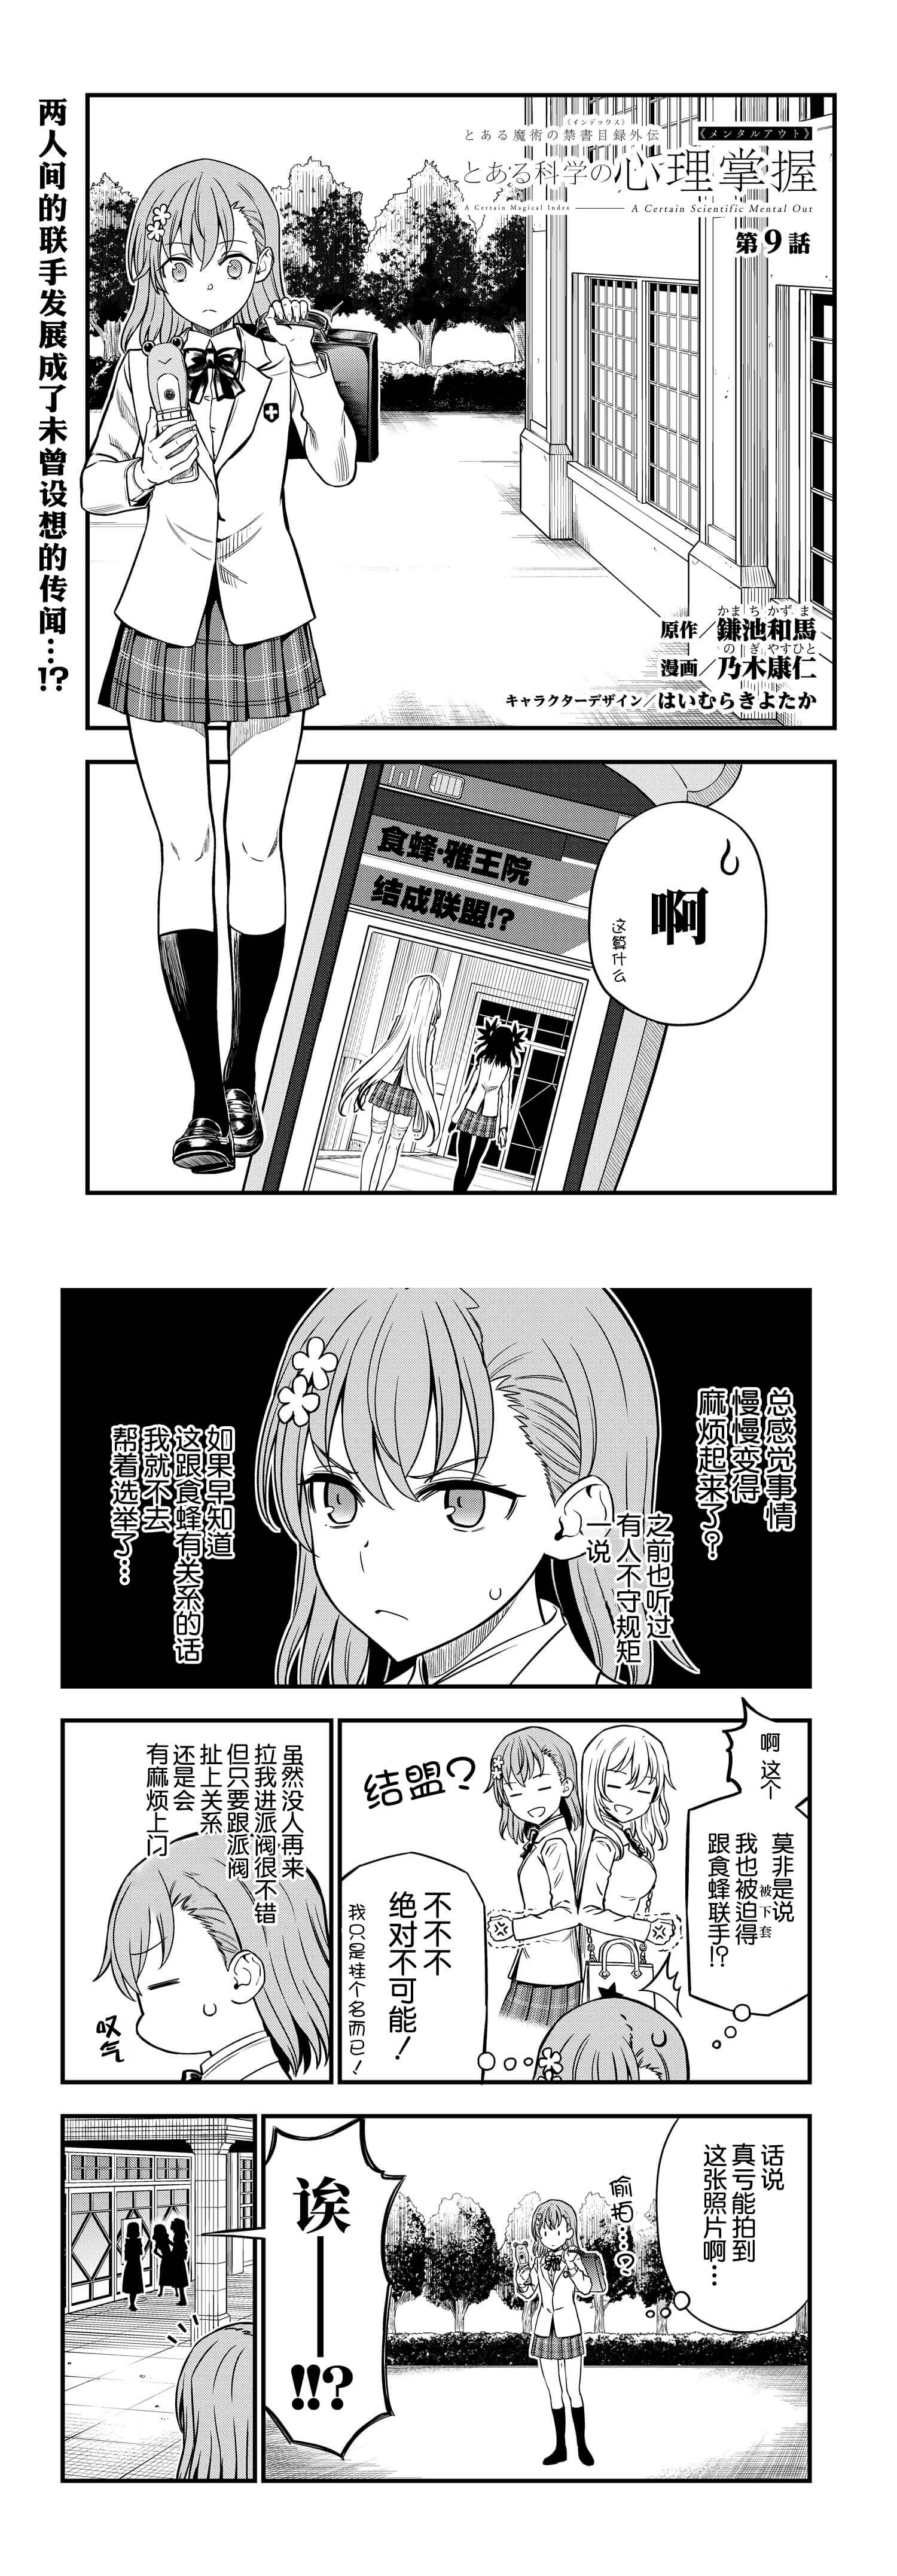 两人间的联手发展成了未曾设想的传闻…!?
《インデックス》
とある魔術の禁書目録外伝
《メンタルアウト》
とある科学の心理掌握
A Certain Magical Index
A Certain Scientific Mental Out
第9話
かまちかずま
原作／鎌池和馬
のぎやすひと
漫画／乃木康仁
キャラクターデザイン／はいむらきよたか
啊
这算什么
食蜂·雅王院
结成联盟!?
总感觉事情
慢慢变得
麻烦起来了?
之前也听过
有人不守规矩
一说
如果早知道
这跟食蜂有关系的话
我就不去
帮着选举了…
啊 这个
莫非是说
我也被迫得
被下套
跟食蜂联手!?
结盟?
不不不
绝对不可能!
我只是挂个名而已!
虽然没人再来
拉我进派阀很不错
但只要跟派阀
扯上关系
还是会
有麻烦上门
叹气
话说
真亏能拍到
这张照片啊…
偷拍…?
诶——!!?